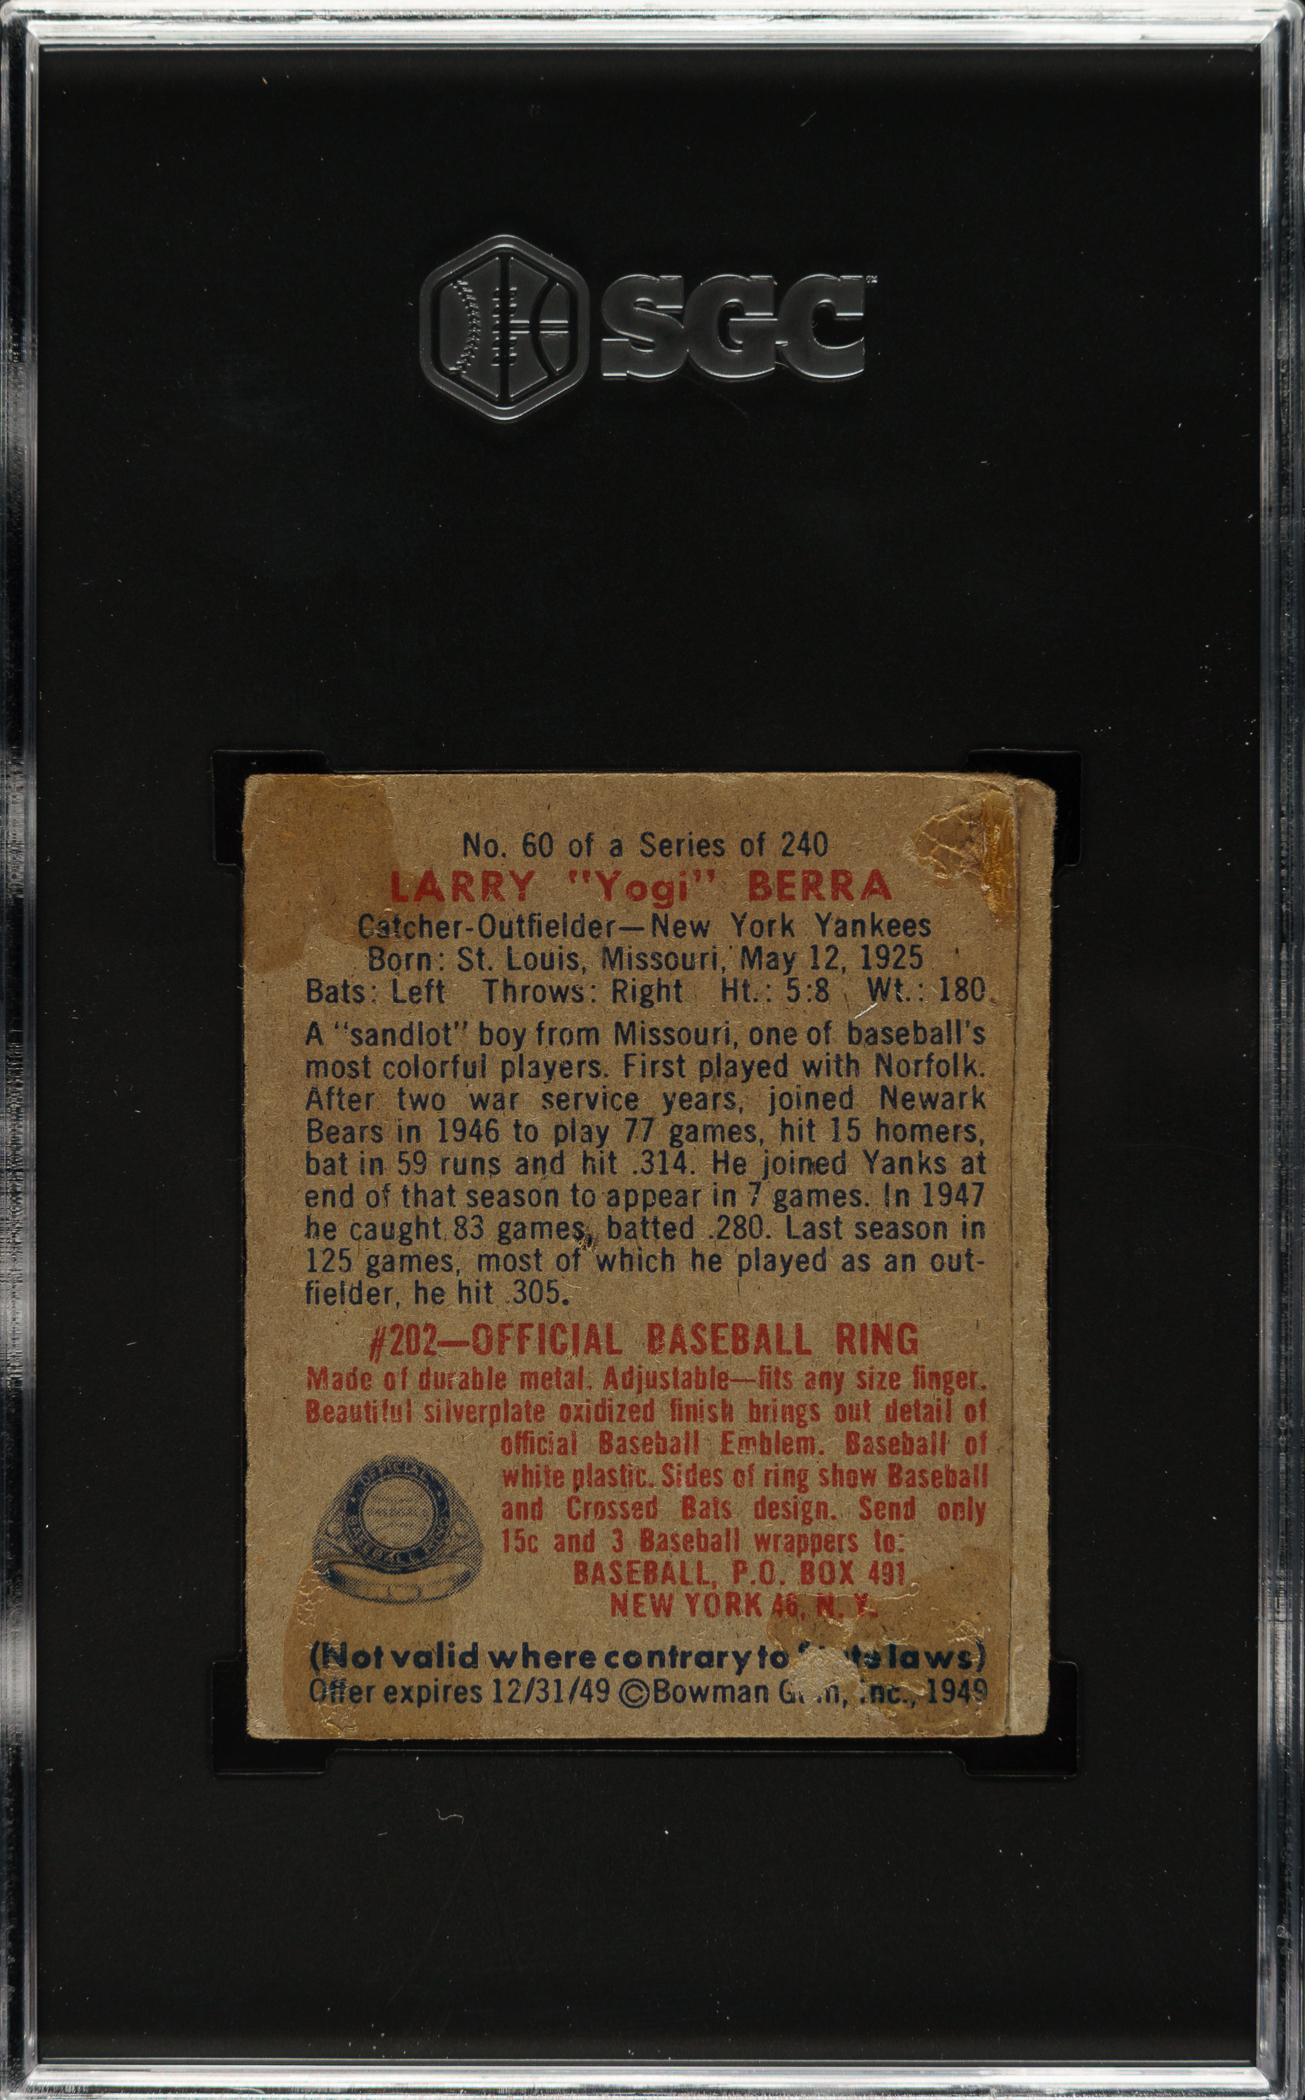 SGC™
No. 60 of a Series of 240
LARRY "Yogi" BERRA
Catcher-Outfielder—New York Yankees
Born: St. Louis, Missouri, May 12, 1925
Bats: Left Throws: Right Ht.: 5:8 Wt.: 180
A "sandlot" boy from Missouri, one of baseball's
most colorful players. First played with Norfolk.
After two war service years, joined Newark
Bears in 1946 to play 77 games, hit 15 homers,
bat in 59 runs and hit .314. He joined Yanks at
end of that season to appear in 7 games. In 1947
he caught 83 games, batted .280. Last season in
125 games, most of which he played as an out-
fielder, he hit .305.
#202—OFFICIAL BASEBALL RING
Made of durable metal. Adjustable—fits any size finger.
Beautiful silverplate oxidized finish brings out detail of
official Baseball Emblem. Baseball of
white plastic. Sides of ring show Baseball
and Crossed Bats design. Send only
15c and 3 Baseball wrappers to:
BASEBALL, P.O. BOX 491
NEW YORK 46, N. Y.
OFFICIAL
BASEBALL RING
(Not valid where contrary to laws)
Offer expires 12/31/49 ©Bowman Inc., 1949